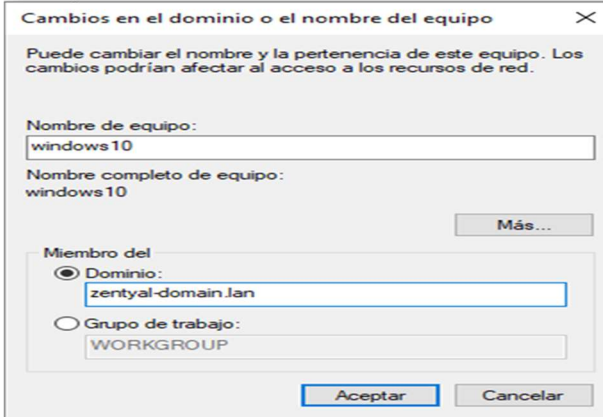 Cambios en el dominio o el nombre del equipo
Puede cambiar el nombre y la pertenencia de este equipo. Los
cambios podrían afectar al acceso a los recursos de red.
Nombre de equipo:
windows10
Nombre completo de equipo:
windows10
Más...
Miembro del
Dominio:
zentyal-domain.lan
Grupo de trabajo:
WORKGROUP
Aceptar
Cancelar